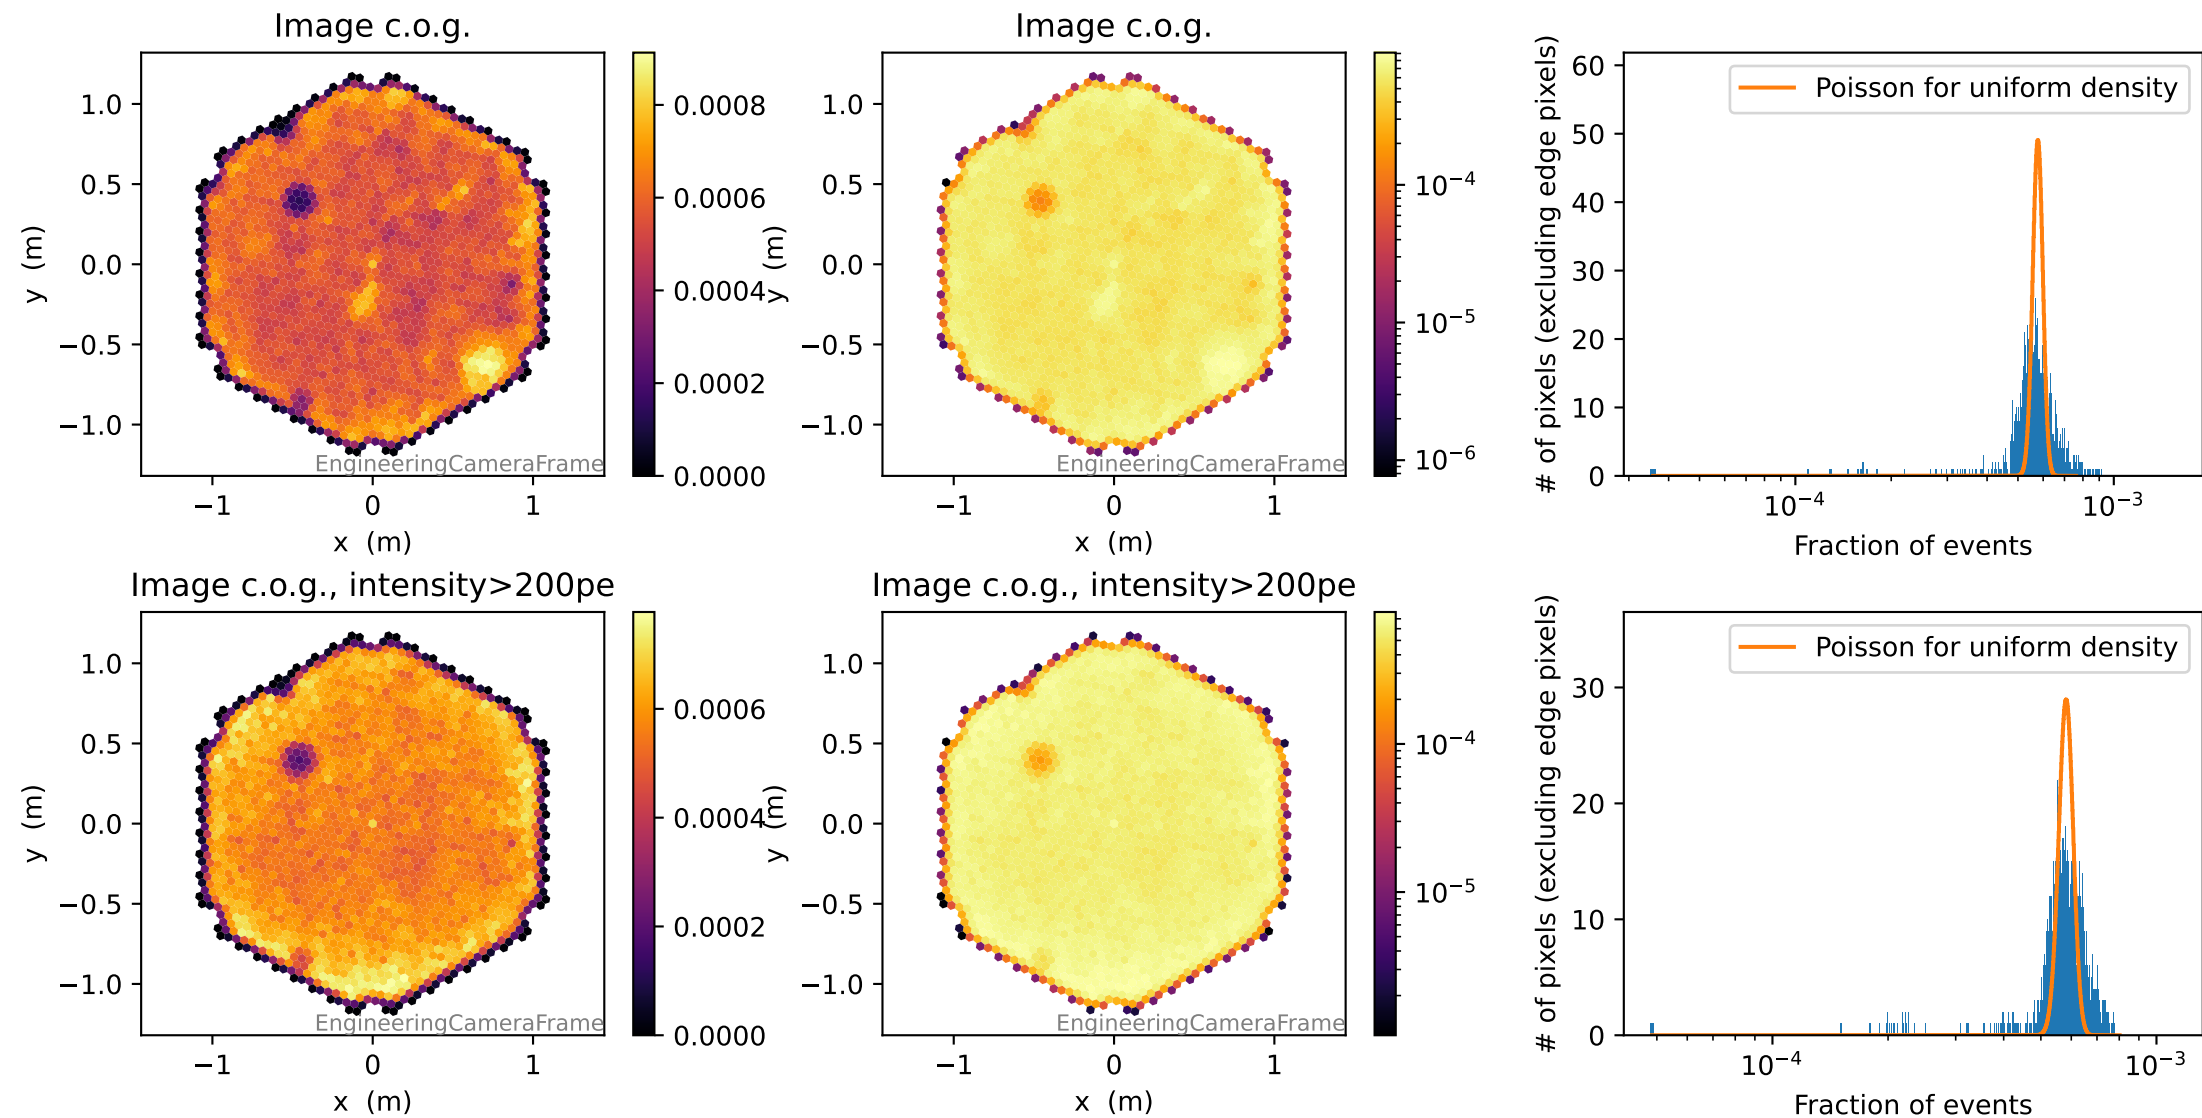 Image c.o.g.
y (m)
1.0
0.5
0.0
−0.5
−1.0
−1
0
1
x (m)
EngineeringCameraFrame
0.0008
0.0006
0.0004
0.0002
0.0000
Image c.o.g.
y (m)
1.0
0.5
0.0
−0.5
−1.0
−1
0
1
x (m)
EngineeringCameraFrame
10⁻⁴
10⁻⁵
10⁻⁶
# of pixels (excluding edge pixels)
60
50
40
30
20
10
0
Poisson for uniform density
10⁻⁴
10⁻³
Fraction of events
Image c.o.g., intensity>200pe
y (m)
1.0
0.5
0.0
−0.5
−1.0
−1
0
1
x (m)
EngineeringCameraFrame
0.0006
0.0004
0.0002
0.0000
Image c.o.g., intensity>200pe
y (m)
1.0
0.5
0.0
−0.5
−1.0
−1
0
1
x (m)
EngineeringCameraFrame
10⁻⁴
10⁻⁵
# of pixels (excluding edge pixels)
30
20
10
0
Poisson for uniform density
10⁻⁴
10⁻³
Fraction of events